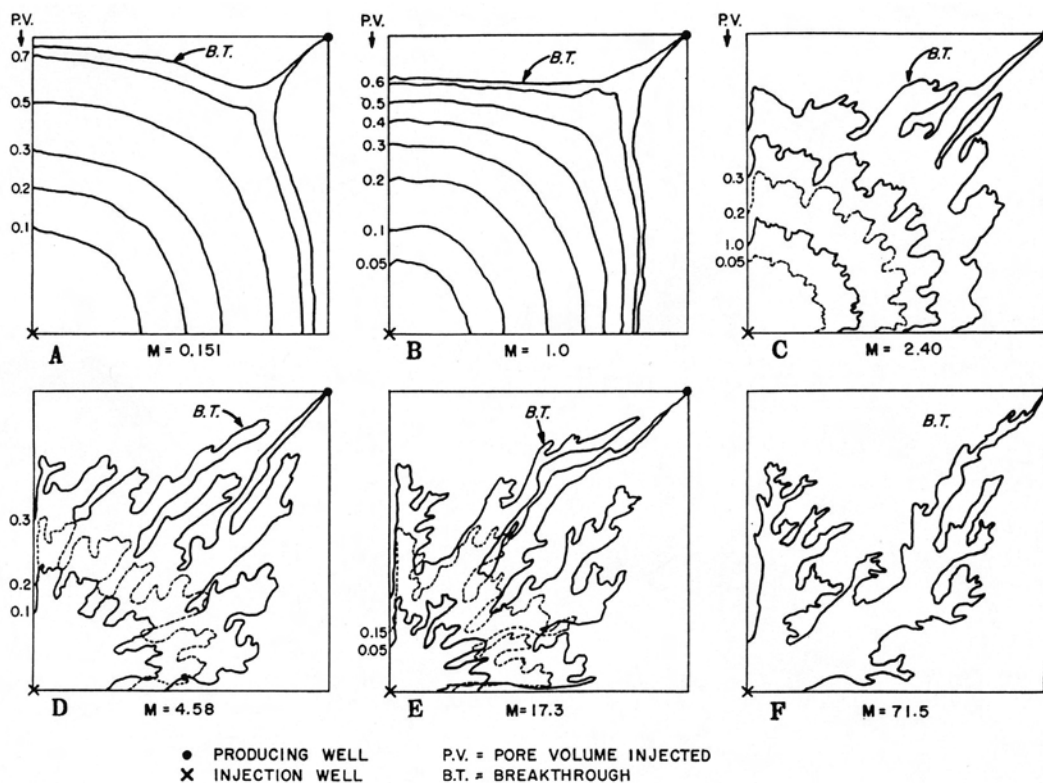 P.V.
0.7
0.5
0.3
0.2
0.1
B.T.
A
M = 0.151
P.V.
0.6
0.5
0.4
0.3
0.2
0.1
0.05
B.T.
B
M = 1.0
P.V.
0.3
0.2
1.0
0.05
B.T.
C
M = 2.40
0.3
0.2
0.1
B.T.
D
M = 4.58
0.15
0.05
B.T.
E
M = 17.3
B.T.
F
M = 71.5
● PRODUCING WELL P.V. = PORE VOLUME INJECTED
× INJECTION WELL B.T. = BREAKTHROUGH